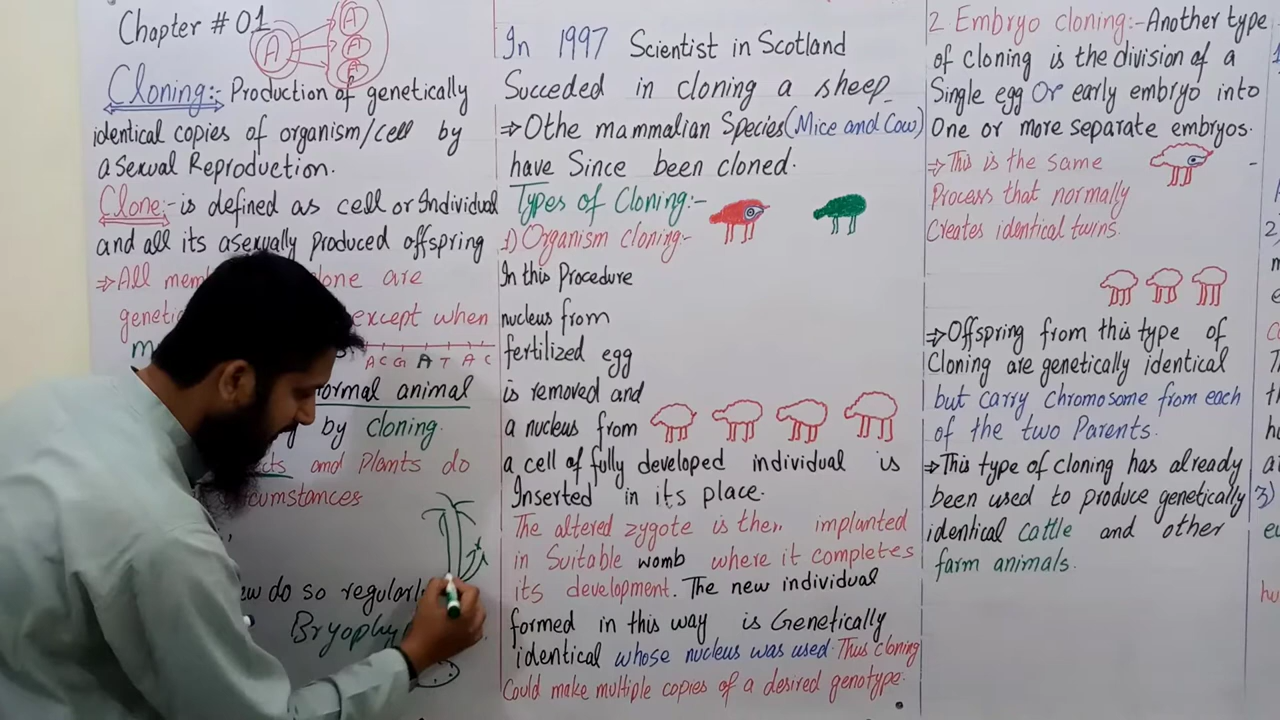 Chapter # 01
A
A
A
A
Cloning:- Production of genetically
identical copies of organism/cell by
asexual Reproduction.
Clone:- is defined as cell or Individual
and all its asexually produced offspring
⇒All clone are
except when
A C G A T A C
normal animal
by cloning.
and Plants do
do so regularly
In 1997 Scientist in Scotland
Succeded in cloning a sheep
⇒Othe mammalian Species(Mice and Cow)
have Since been cloned.
Types of Cloning:-
1) Organism cloning:-
In this Procedure
nucleus from
fertilized egg
is removed and
a nucleus from
a cell of fully developed individual is
Inserted in its place.
The altered zygote is then implanted
in Suitable womb where it completes
its development. The new individual
formed in this way is Genetically
identical whose nucleus was used. Thus cloning
Could make multiple copies of a desired genotype.
2 Embryo cloning:- Another type
of cloning is the division of a
Single egg Or early embryo into
One or more separate embryos.
⇒This is the same
Process that normally
Creates identical twins.
⇒Offspring from this type of
Cloning are genetically identical
but carry chromosome from each
of the two Parents.
⇒This type of cloning has already
been used to produce genetically
identical cattle and other
farm animals.
2
3)